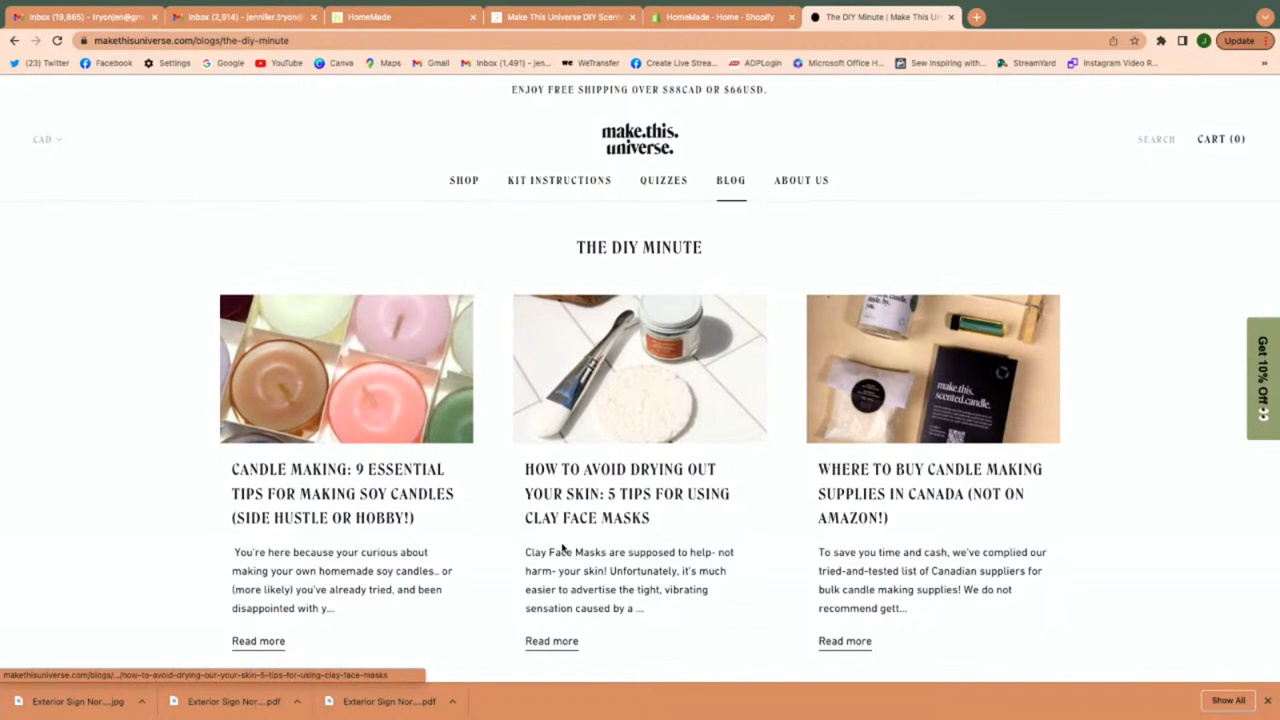 Inbox (19,865) - tryonjen@gm
Inbox (2,914) - jennifer.tryon@
HomeMade
Make This Universe DIY Scent
HomeMade · Home · Shopify
The DIY Minute | Make This Un
makethisuniverse.com/blogs/the-diy-minute
J
Update
(23) Twitter
Facebook
Settings
Google
YouTube
Canva
Maps
Gmail
Inbox (1,491) - jen...
WeTransfer
Create Live Strea...
ADPLogin
Microsoft Office H...
Sew Inspiring with...
StreamYard
Instagram Video R...
ENJOY FREE SHIPPING OVER $88CAD OR $66USD.
CAD
make.this.
universe.
SEARCH
CART (0)
SHOP
KIT INSTRUCTIONS
QUIZZES
BLOG
ABOUT US
THE DIY MINUTE
make.this.
scented.candle.
Get 10% Off 👀
CANDLE MAKING: 9 ESSENTIAL
TIPS FOR MAKING SOY CANDLES
(SIDE HUSTLE OR HOBBY!)
You're here because your curious about
making your own homemade soy candles.. or
(more likely) you've already tried, and been
disappointed with y...
Read more
HOW TO AVOID DRYING OUT
YOUR SKIN: 5 TIPS FOR USING
CLAY FACE MASKS
Clay Face Masks are supposed to help- not
harm- your skin! Unfortunately, it's much
easier to advertise the tight, vibrating
sensation caused by a ...
Read more
WHERE TO BUY CANDLE MAKING
SUPPLIES IN CANADA (NOT ON
AMAZON!)
To save you time and cash, we've complied our
tried-and-tested list of Canadian suppliers for
bulk candle making supplies! We do not
recommend gett...
Read more
makethisuniverse.com/blogs/.../how-to-avoid-drying-our-your-skin-5-tips-for-using-clay-face-masks
Exterior Sign Nor....jpg
Exterior Sign Nor....pdf
Exterior Sign Nor....pdf
Show All